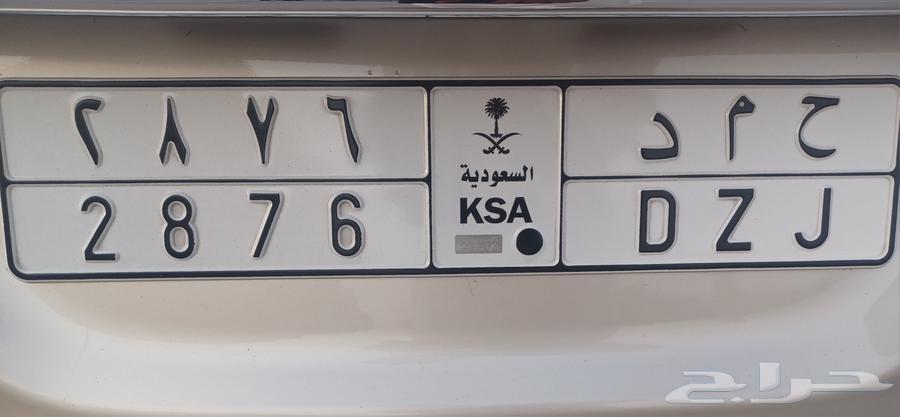 ٢٨٧٦
ح م د
2876
DZJ
السعودية
KSA
حراج